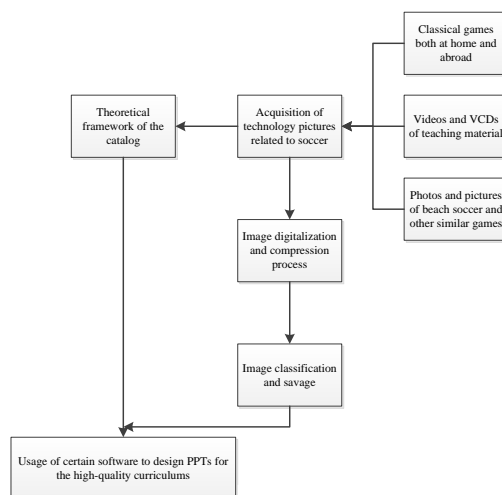 Classical games
both at home and
abroad
Theoretical
framework of the
catalog
Acquisition of
technology pictures
related to soccer
Videos and VCDs
of teaching material
Photos and pictures
of beach soccer and
other similar games
Image digitalization
and compression
process
Image classification
and savage
Usage of certain software to design PPTs for
the high-quality curriculums